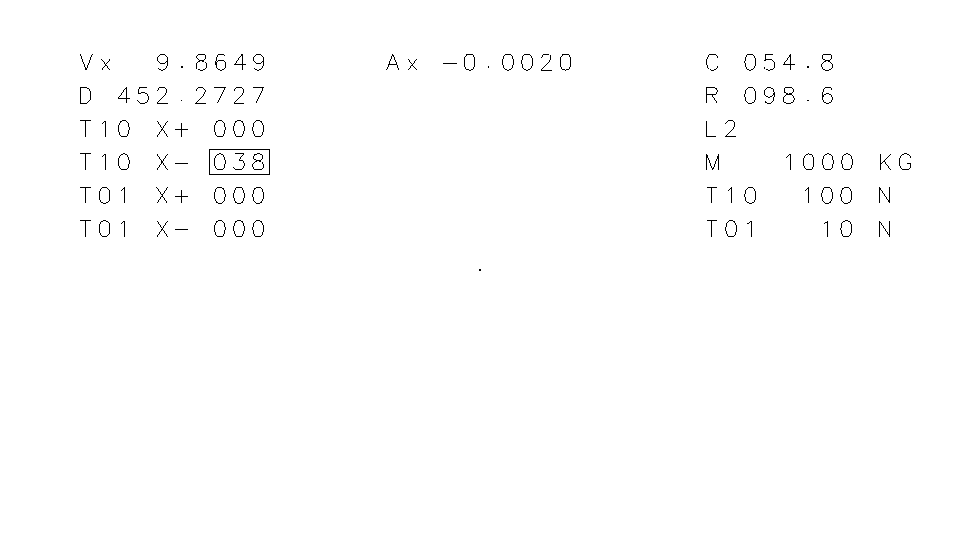 Vx 9.8649 Ax -0.0020 C 054.8
D 452.2727 R 098.6
T10 X+ 000 L2
T10 X- 038 M 1000 KG
T01 X+ 000 T10 100 N
T01 X- 000 T01 10 N